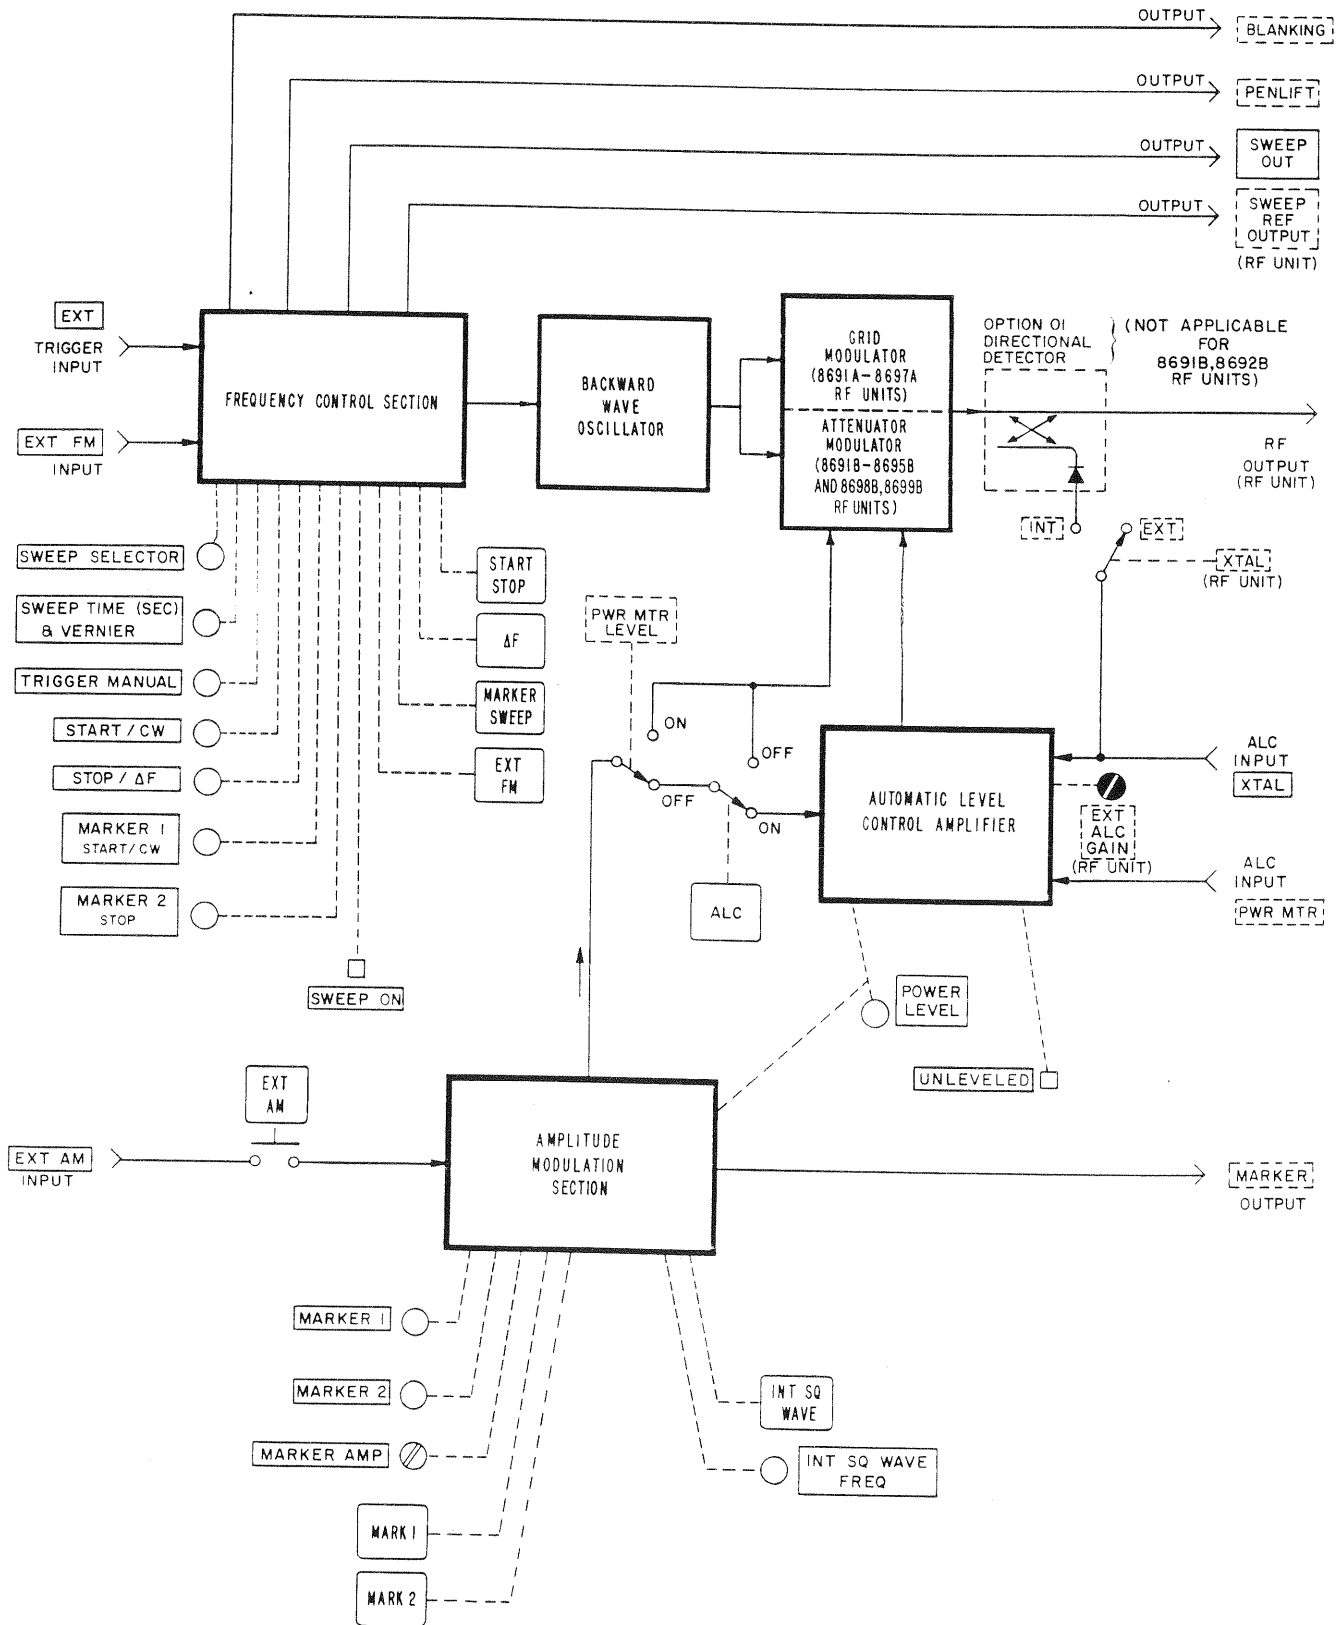 OUTPUT
BLANKING
OUTPUT
PENLIFT
OUTPUT
SWEEP
OUT
OUTPUT
SWEEP
REF
OUTPUT
(RF UNIT)
EXT
TRIGGER
INPUT
EXT FM
INPUT
FREQUENCY CONTROL SECTION
BACKWARD
WAVE
OSCILLATOR
GRID
MODULATOR
(8691A-8697A
RF UNITS)
ATTENUATOR
MODULATOR
(8691B-8695B
AND 8698B,8699B
RF UNITS)
OPTION 01
DIRECTIONAL
DETECTOR
(NOT APPLICABLE
FOR
8691B,8692B
RF UNITS)
RF
OUTPUT
(RF UNIT)
INT
EXT
XTAL
(RF UNIT)
SWEEP SELECTOR
SWEEP TIME (SEC)
& VERNIER
TRIGGER MANUAL
START / CW
STOP / ΔF
MARKER 1
START/CW
MARKER 2
STOP
SWEEP ON
START
STOP
ΔF
MARKER
SWEEP
EXT
FM
PWR MTR
LEVEL
ON
OFF
OFF
ON
ALC
AUTOMATIC LEVEL
CONTROL AMPLIFIER
ALC
INPUT
XTAL
EXT
ALC
GAIN
(RF UNIT)
ALC
INPUT
PWR MTR
POWER
LEVEL
UNLEVELED
EXT
AM
EXT AM
INPUT
AMPLITUDE
MODULATION
SECTION
MARKER
OUTPUT
MARKER 1
MARKER 2
MARKER AMP
MARK 1
MARK 2
INT SQ
WAVE
INT SQ WAVE
FREQ